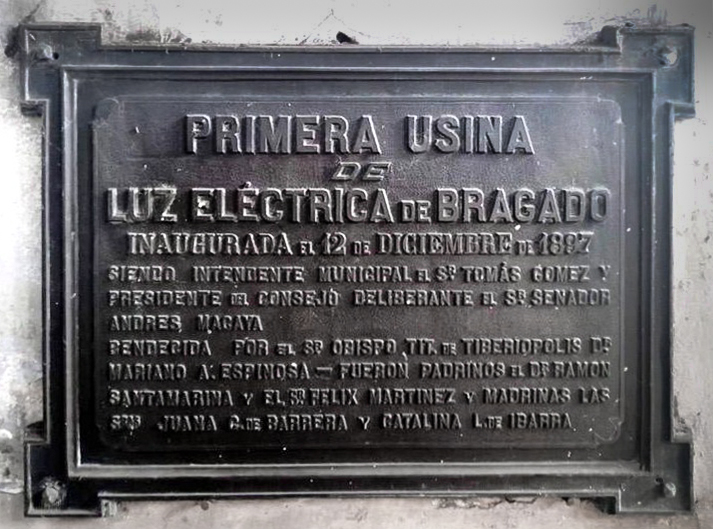 PRIMERA USINA
DE
LUZ ELÉCTRICA DE BRAGADO
INAUGURADA EL 12 DE DICIEMBRE DE 1897
SIENDO INTENDENTE MUNICIPAL EL SR TOMÁS GOMEZ Y
PRESIDENTE DEL CONSEJO DELIBERANTE EL SR SENADOR
ANDRES MACAYA
BENDECIDA POR EL SR OBISPO TIT. DE TIBERIOPOLIS DR
MARIANO A. ESPINOSA — FUERON PADRINOS EL DR RAMON
SANTAMARINA Y EL SR FELIX MARTINEZ Y MADRINAS LAS
SRAS JUANA C. DE BARRERA Y CATALINA L. DE IBARRA